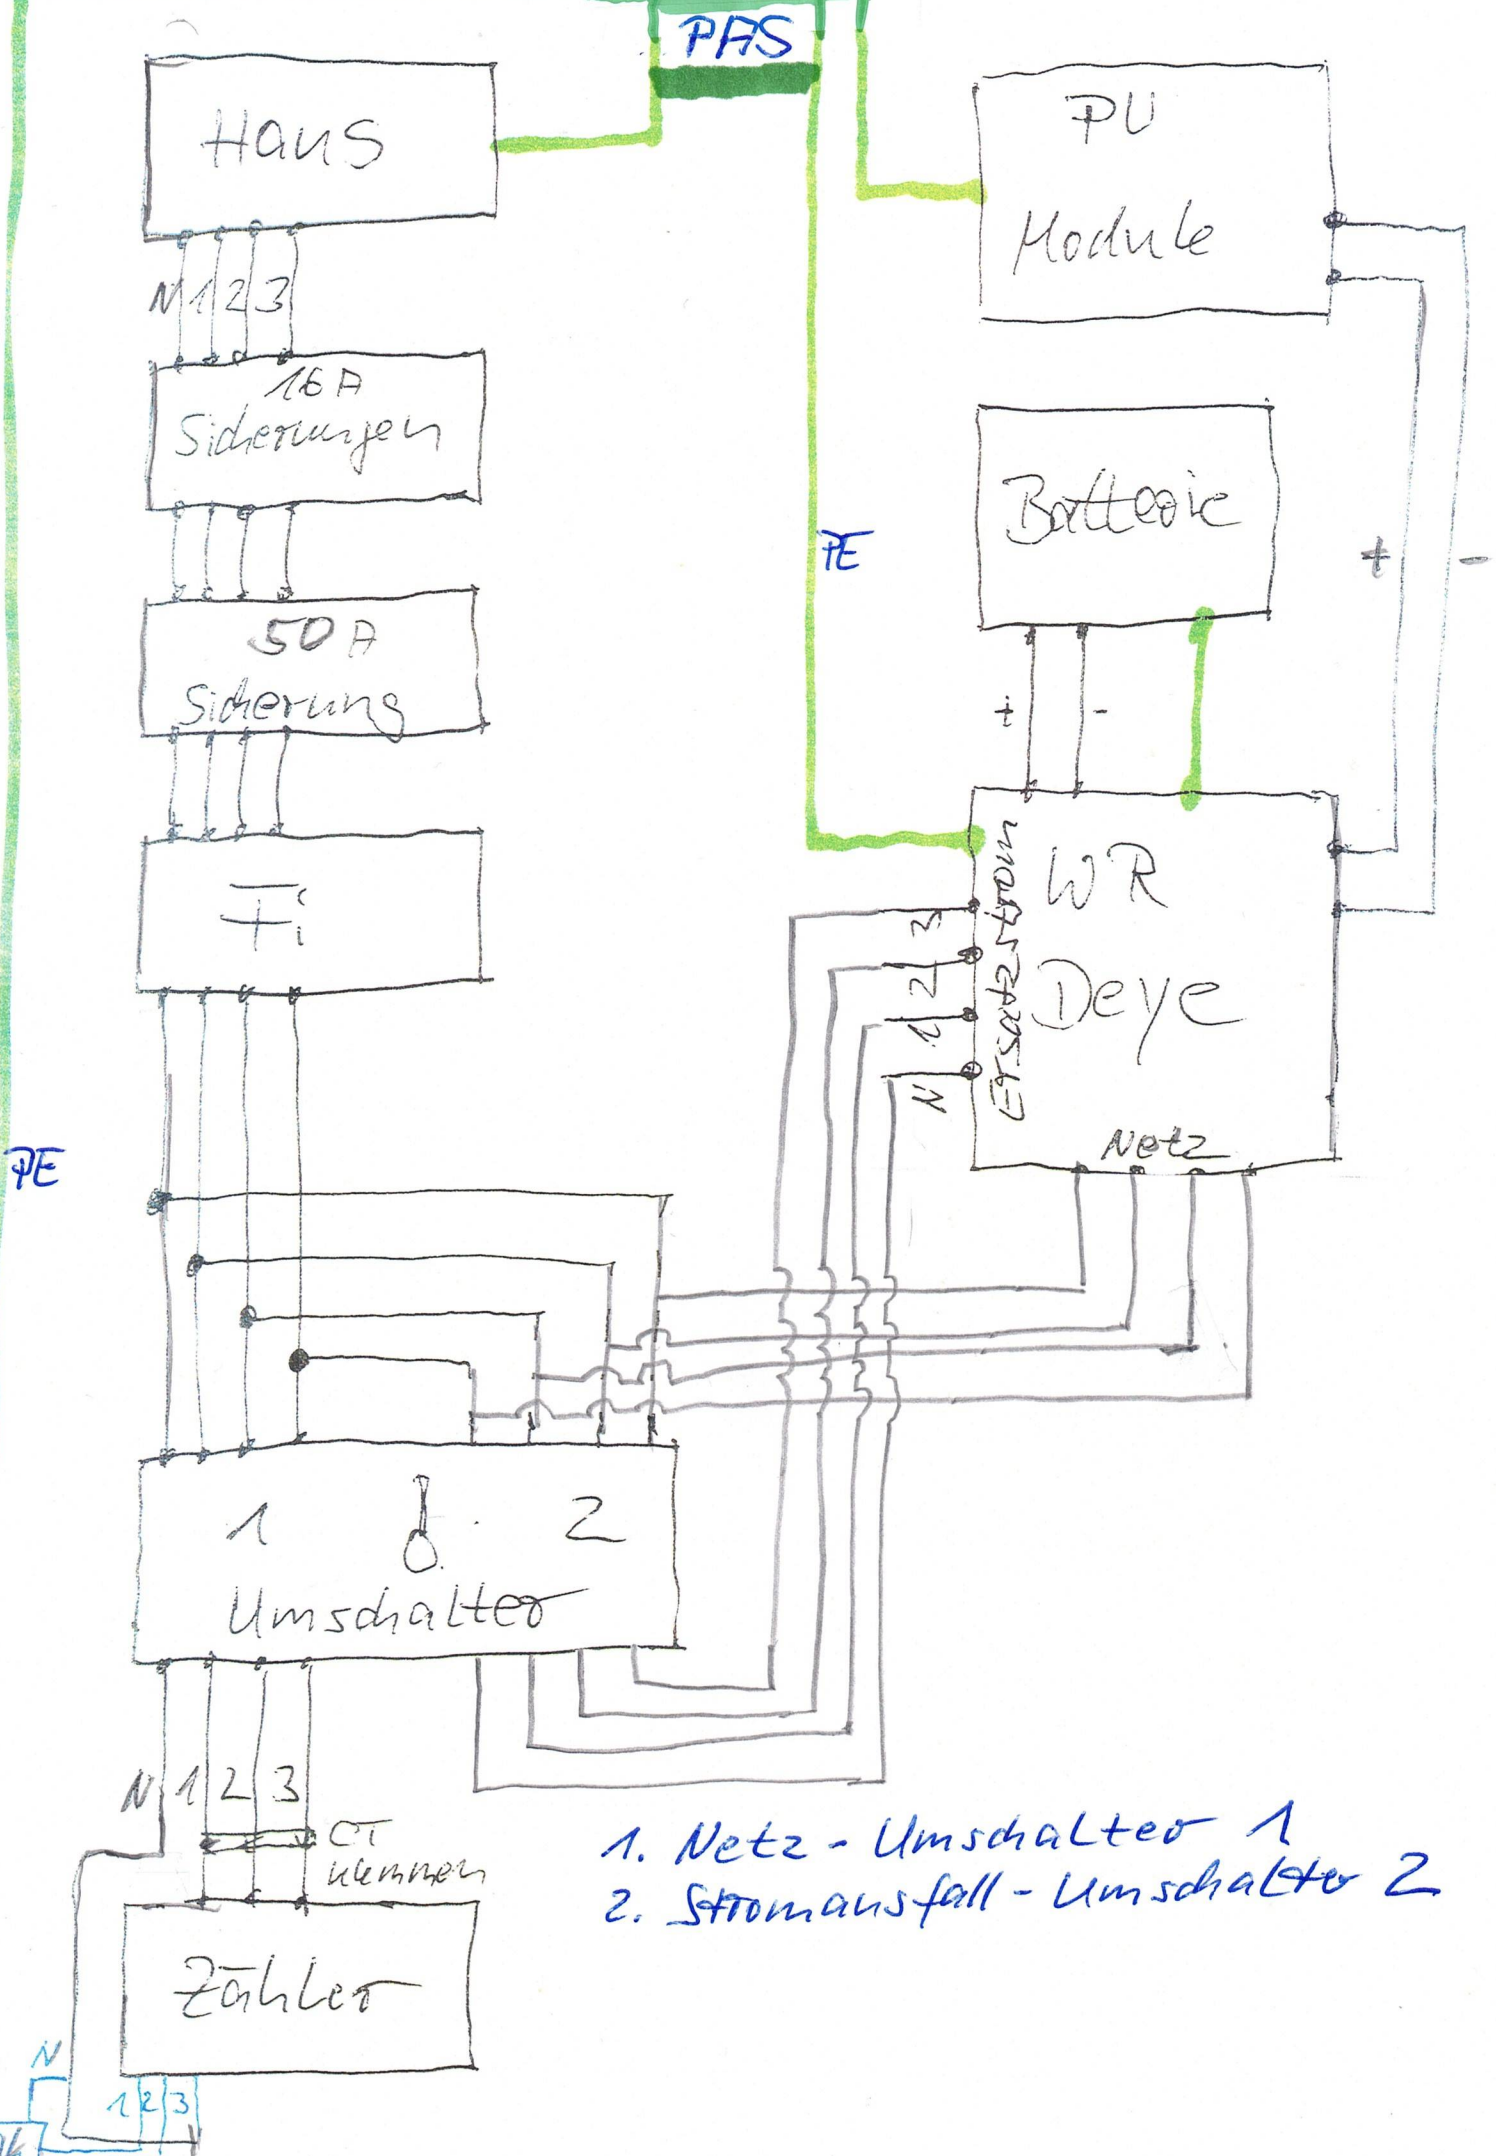 PAS
Haus
PV
Module
N 1 2 3
16 A
Sicherungen
Batterie
PE
+ -
50 A
Sicherung
+ -
Fi
WR
Deye
Ersatzstrom
3
2
1
N
Netz
PE
1 2
Umschalter
N 1 2 3
CT
Klemmen
1. Netz - Umschalter 1
2. Stromausfall - Umschalter 2
Zähler
N
1 2 3